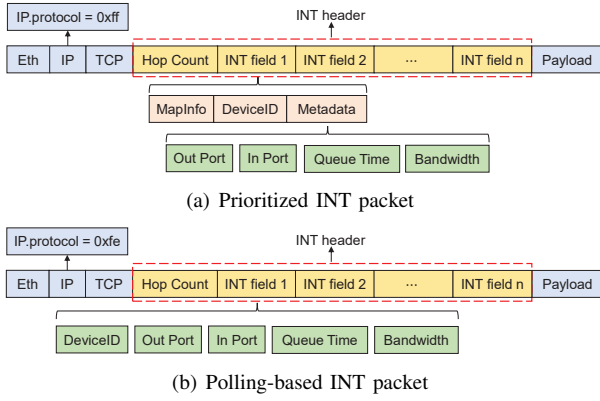 IP.protocol = 0xff
INT header
Eth IP TCP Hop Count INT field 1 INT field 2 ... INT field n Payload
MapInfo DeviceID Metadata
Out Port In Port Queue Time Bandwidth
(a) Prioritized INT packet
IP.protocol = 0xfe
INT header
Eth IP TCP Hop Count INT field 1 INT field 2 ... INT field n Payload
DeviceID Out Port In Port Queue Time Bandwidth
(b) Polling-based INT packet